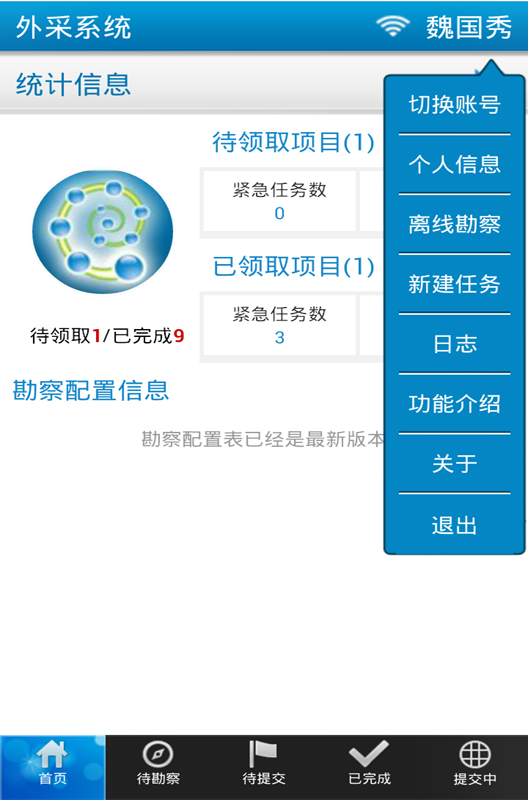 外采系统
魏国秀
统计信息
切换账号
个人信息
离线勘察
新建任务
日志
功能介绍
关于
退出
待领取项目(1)
紧急任务数
0
已领取项目(1)
紧急任务数
3
待领取1/已完成9
勘察配置信息
勘察配置表已经是最新版本
首页
待勘察
待提交
已完成
提交中